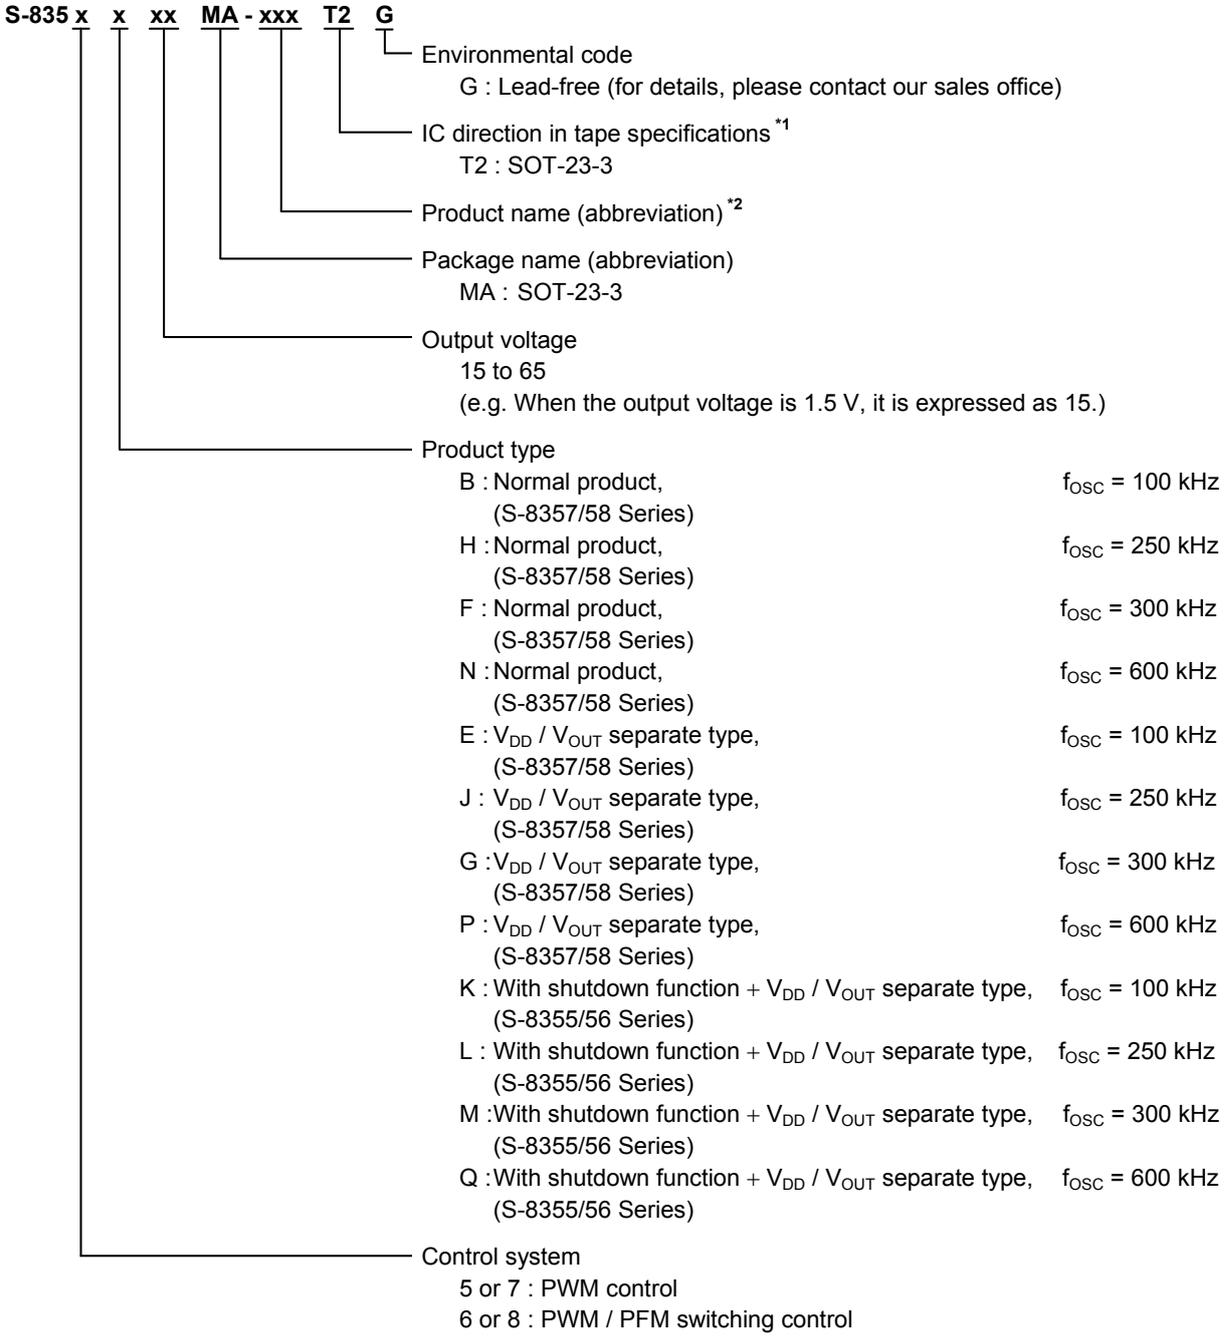 S-835 x x xx MA - xxx T2 G
Environmental code
G : Lead-free (for details, please contact our sales office)
IC direction in tape specifications *1
T2 : SOT-23-3
Product name (abbreviation) *2
Package name (abbreviation)
MA : SOT-23-3
Output voltage
15 to 65
(e.g. When the output voltage is 1.5 V, it is expressed as 15.)
Product type
B : Normal product, fOSC = 100 kHz
(S-8357/58 Series)
H : Normal product, fOSC = 250 kHz
(S-8357/58 Series)
F : Normal product, fOSC = 300 kHz
(S-8357/58 Series)
N : Normal product, fOSC = 600 kHz
(S-8357/58 Series)
E : VDD / VOUT separate type, fOSC = 100 kHz
(S-8357/58 Series)
J : VDD / VOUT separate type, fOSC = 250 kHz
(S-8357/58 Series)
G : VDD / VOUT separate type, fOSC = 300 kHz
(S-8357/58 Series)
P : VDD / VOUT separate type, fOSC = 600 kHz
(S-8357/58 Series)
K : With shutdown function + VDD / VOUT separate type, fOSC = 100 kHz
(S-8355/56 Series)
L : With shutdown function + VDD / VOUT separate type, fOSC = 250 kHz
(S-8355/56 Series)
M : With shutdown function + VDD / VOUT separate type, fOSC = 300 kHz
(S-8355/56 Series)
Q : With shutdown function + VDD / VOUT separate type, fOSC = 600 kHz
(S-8355/56 Series)
Control system
5 or 7 : PWM control
6 or 8 : PWM / PFM switching control